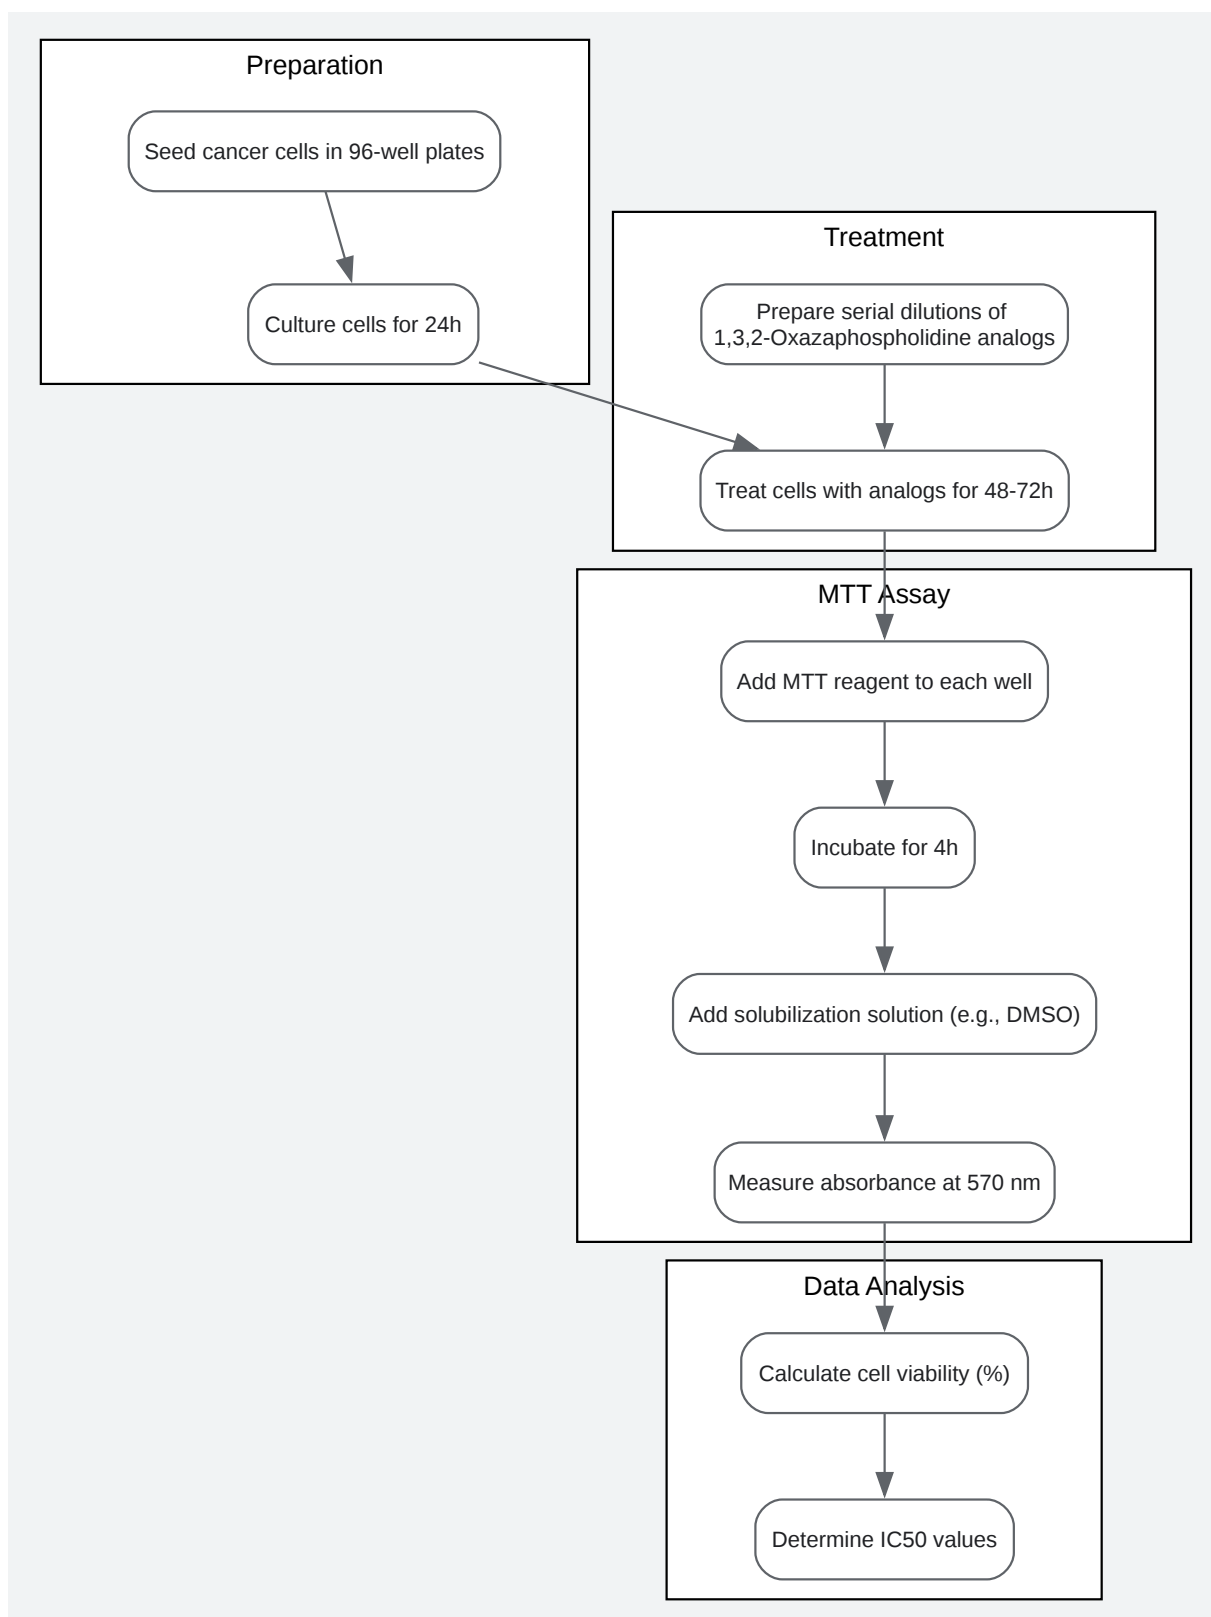 Preparation
Seed cancer cells in 96-well plates
Culture cells for 24h
Treatment
Prepare serial dilutions of
1,3,2-Oxazaphospholidine analogs
Treat cells with analogs for 48-72h
MTT Assay
Add MTT reagent to each well
Incubate for 4h
Add solubilization solution (e.g., DMSO)
Measure absorbance at 570 nm
Data Analysis
Calculate cell viability (%)
Determine IC50 values